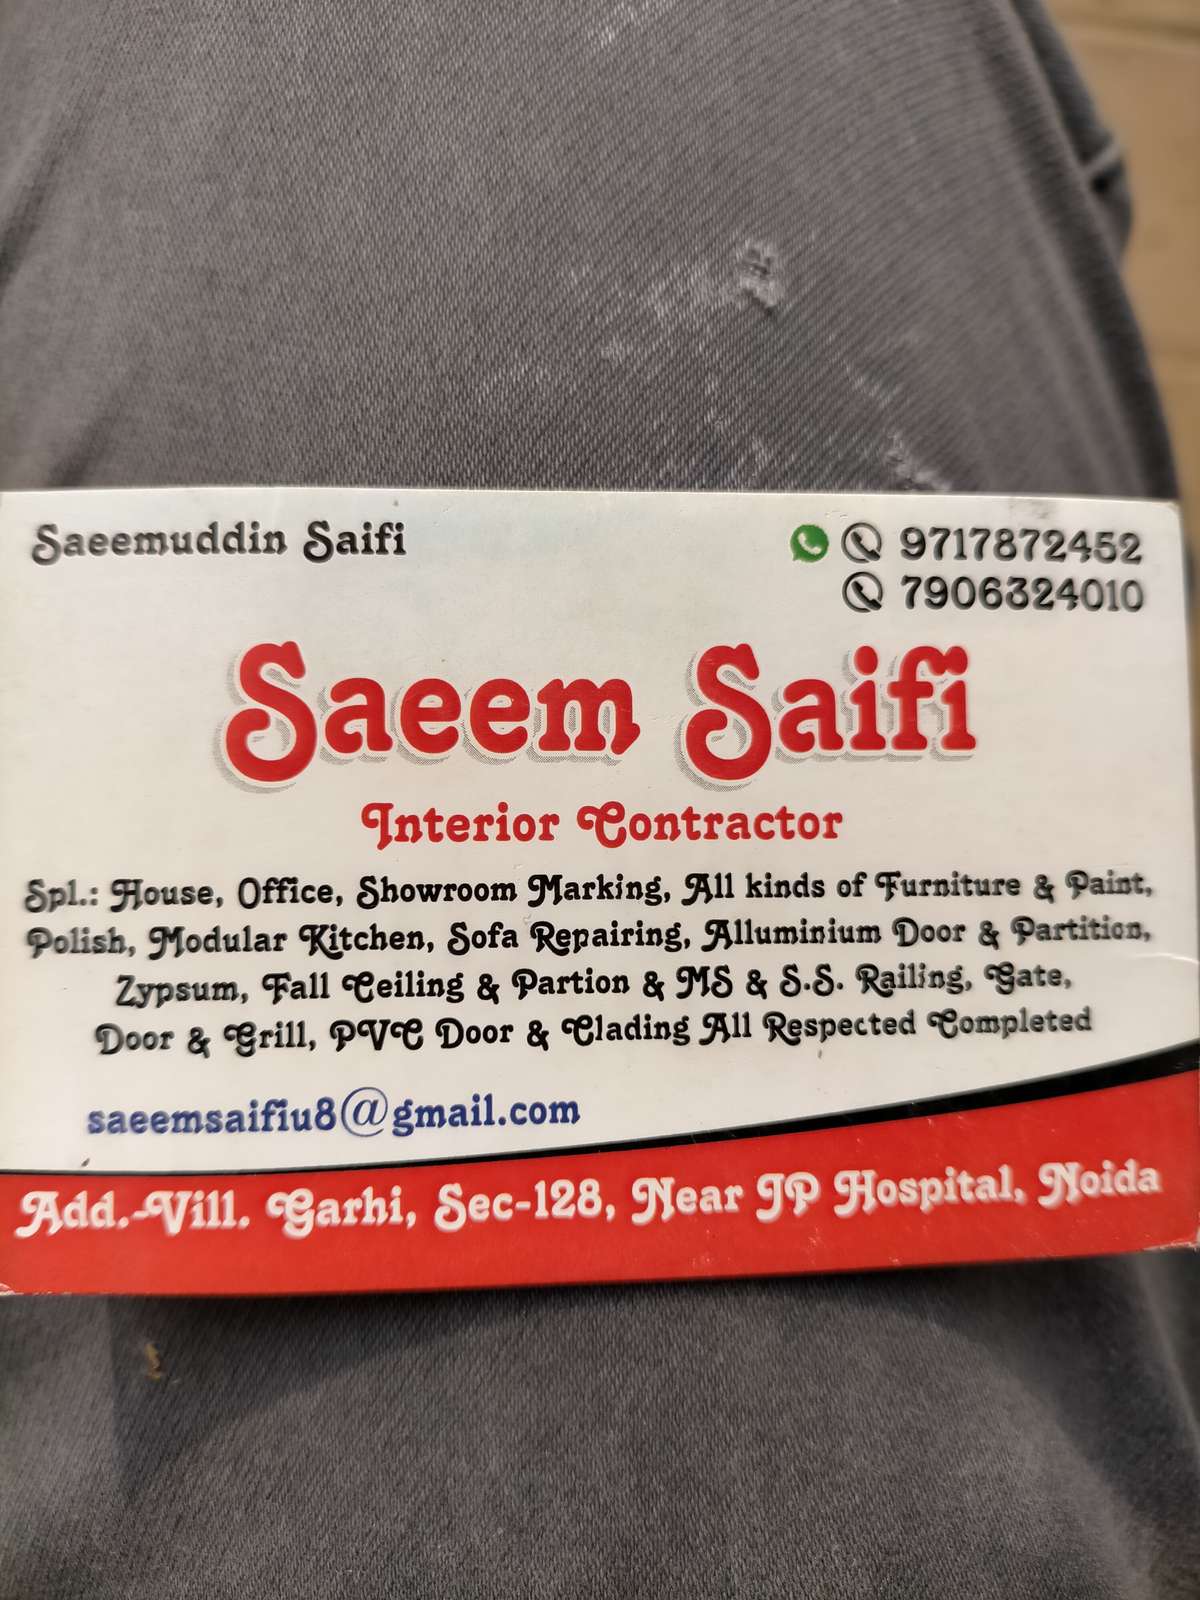 Saeemuddin Saifi
9717872452
7906324010
Saeem Saifi
Interior Contractor
Spl.: House, Office, Showroom Marking, All kinds of Furniture & Paint,
Polish, Modular Kitchen, Sofa Repairing, Alluminium Door & Partition,
Zypsum, Fall Ceiling & Partion & MS & S.S. Railing, Gate,
Door & Grill, PVC Door & Clading All Respected Completed
saeemsaifiu8@gmail.com
Add.-Vill. Garhi, Sec-128, Near JP Hospital, Noida